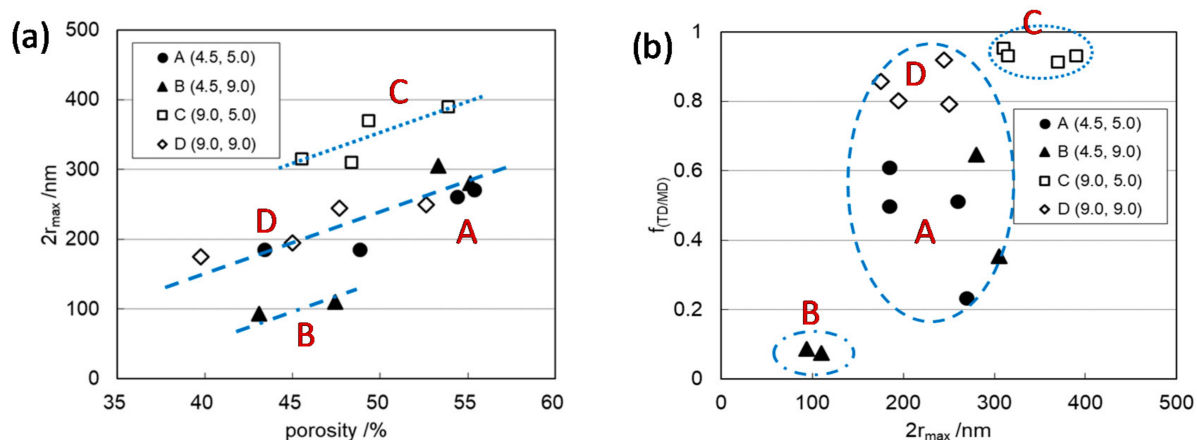 (a)
500
400
300
200
100
0
2rmax /nm
A (4.5, 5.0)
B (4.5, 9.0)
C (9.0, 5.0)
D (9.0, 9.0)
C
D
A
B
35 40 45 50 55 60
porosity /%
(b)
1
0.8
0.6
0.4
0.2
0
f(TD/MD)
C
D
A (4.5, 5.0)
B (4.5, 9.0)
C (9.0, 5.0)
D (9.0, 9.0)
A
B
0 100 200 300 400 500
2rmax /nm